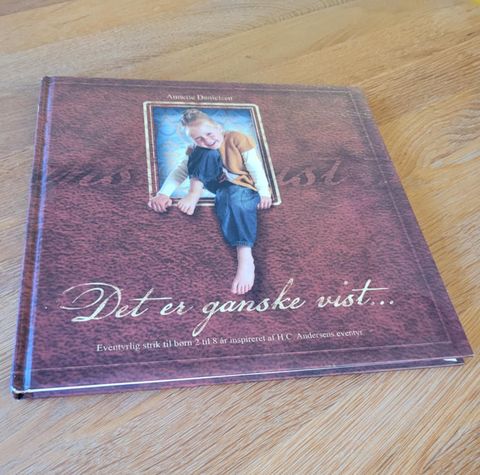 Annette Danielsen
Det er ganske vist...
Eventyrlig strik til børn 2 til 8 år inspireret af H.C. Andersens eventyr.